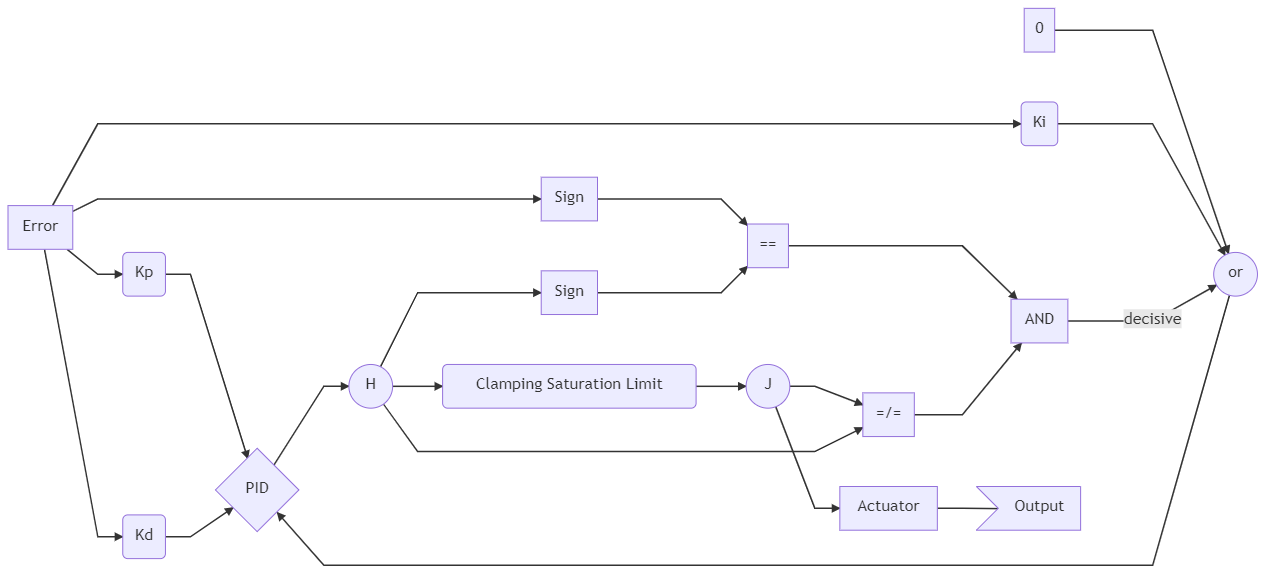 0
Ki
Sign
Error
==
Kp
or
Sign
AND
decisive
H
Clamping Saturation Limit
J
=/=
PID
Actuator
Output
Kd